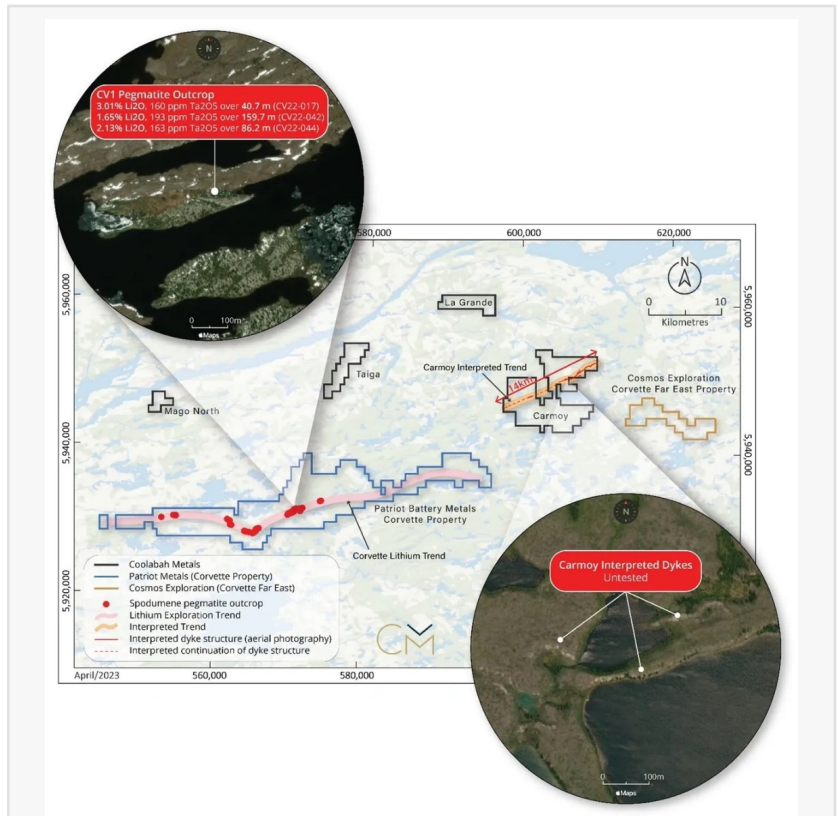 N
CV1 Pegmatite Outcrop
3.01% Li2O, 160 ppm Ta2O5 over 40.7 m (CV22-017)
1.65% Li2O, 193 ppm Ta2O5 over 159.7 m (CV22-042)
2.13% Li2O, 163 ppm Ta2O5 over 86.2 m (CV22-044)
0 100m
Maps
580,000
600,000
620,000
5,960,000
5,960,000
N
0 10
Kilometres
La Grande
Taiga
Mago North
Carmoy Interpreted Trend
14km
Carmoy
Cosmos Exploration
Corvette Far East Property
5,940,000
5,940,000
Patriot Battery Metals
Corvette Property
Corvette Lithium Trend
5,920,000
Coolabah Metals
Patriot Metals (Corvette Property)
Cosmos Exploration (Corvette Far East)
Spodumene pegmatite outcrop
Lithium Exploration Trend
Interpreted Trend
Interpreted dyke structure (aerial photography)
Interpreted continuation of dyke structure
CM
April/2023
560,000
580,000
N
Carmoy Interpreted Dykes
Untested
0 100m
Maps